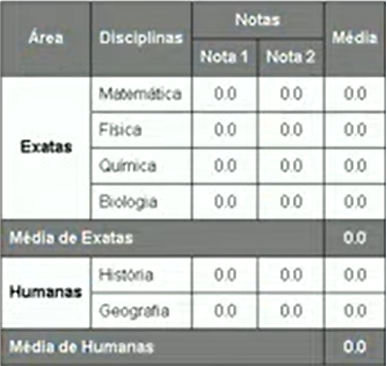 Área Disciplinas Notas Média
Nota 1 Nota 2
Exatas
Matemática 0.0 0.0 0.0
Física 0.0 0.0 0.0
Química 0.0 0.0 0.0
Biologia 0.0 0.0 0.0
Média de Exatas 0.0
Humanas
História 0.0 0.0 0.0
Geografia 0.0 0.0 0.0
Média de Humanas 0.0